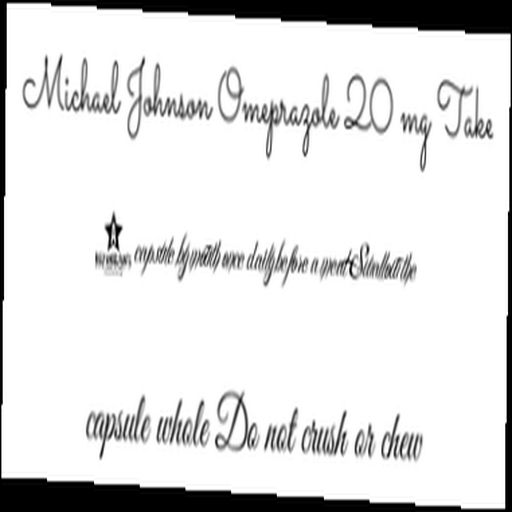 Michael Johnson Omeprazole 20 mg Take
capsule by mouth once daily before a meal Swallow the
capsule whole Do not crush or chew